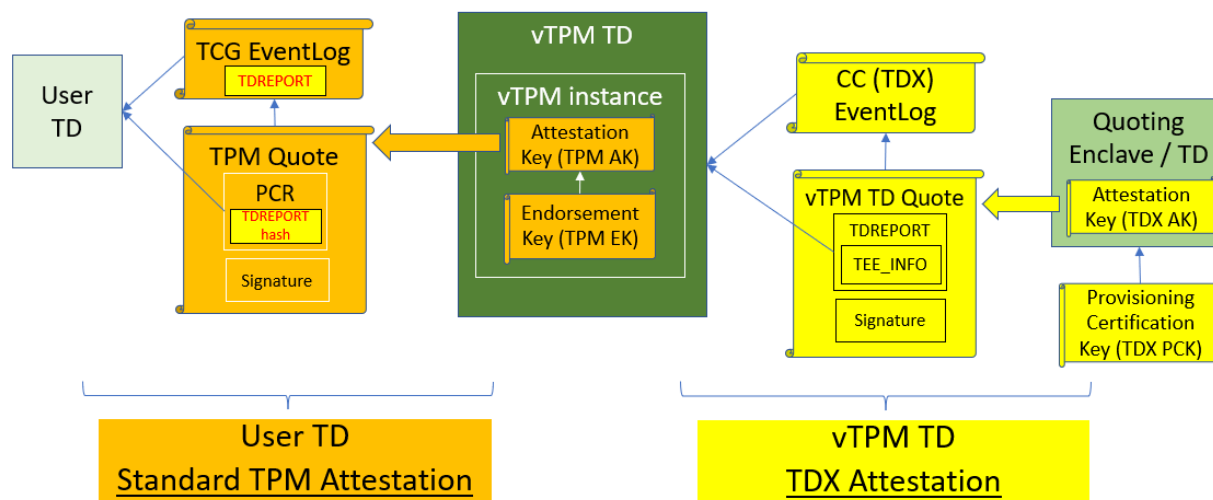 User
TD
TCG EventLog
TDREPORT
TPM Quote
PCR
TDREPORT
hash
Signature
vTPM TD
vTPM instance
Attestation
Key (TPM AK)
Endorsement
Key (TPM EK)
CC (TDX)
EventLog
vTPM TD Quote
TDREPORT
TEE_INFO
Signature
Quoting
Enclave / TD
Attestation
Key (TDX AK)
Provisioning
Certification
Key (TDX PCK)
User TD
Standard TPM Attestation
vTPM TD
TDX Attestation